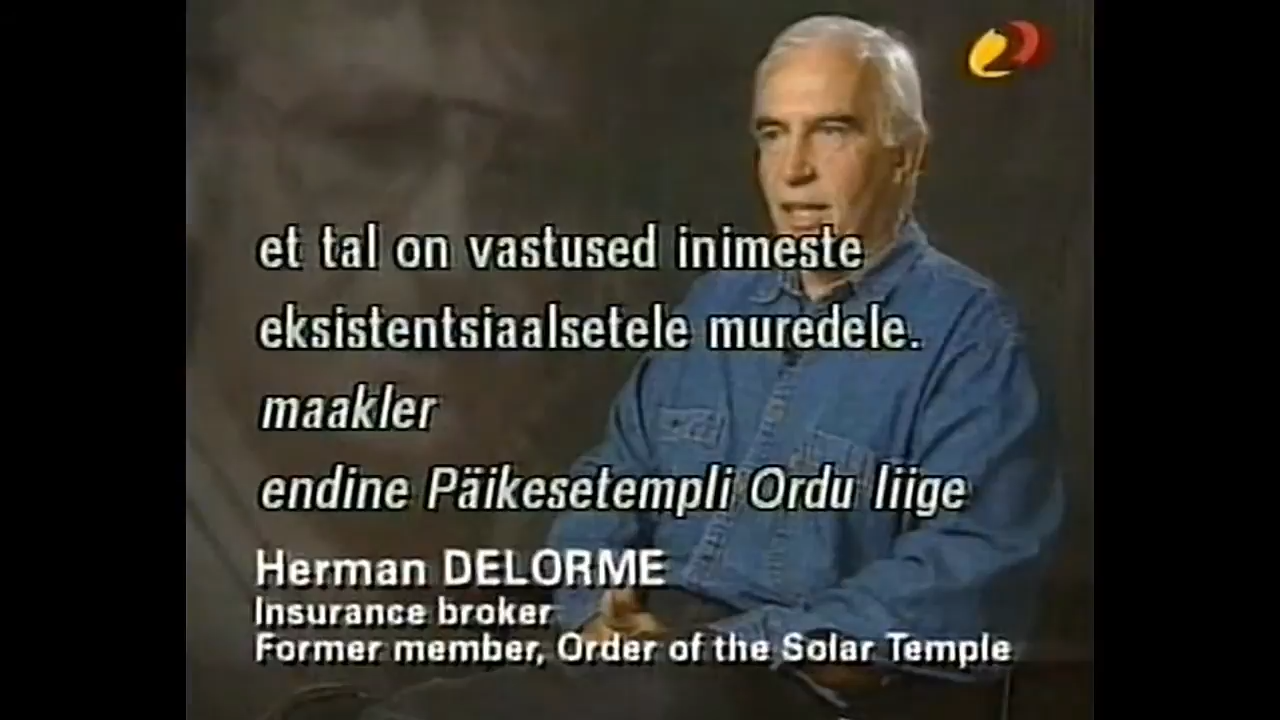 et tal on vastused inimeste
eksistentsiaalsetele muredele.
maakler
endine Päikesetempli Ordu liige
Herman DELORME
Insurance broker
Former member, Order of the Solar Temple